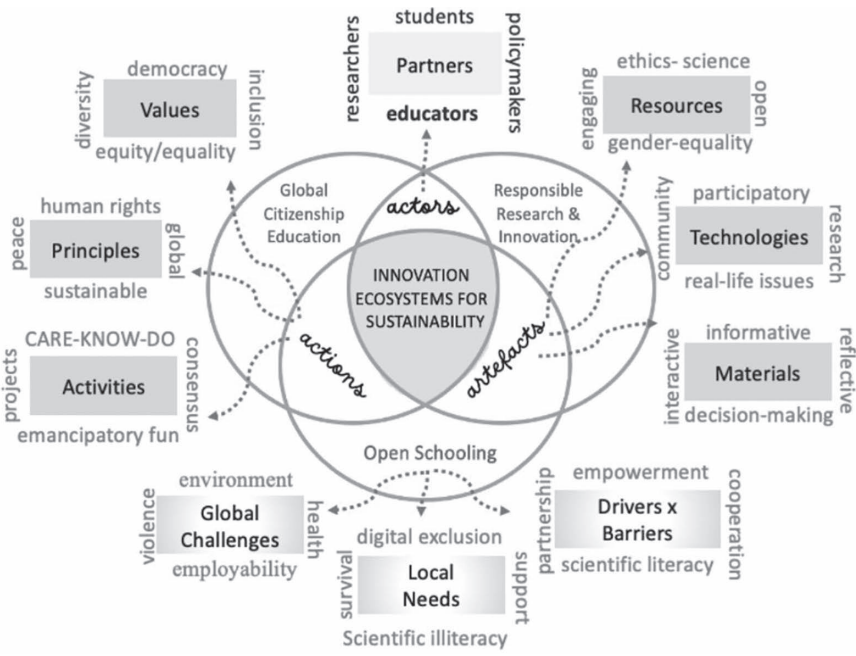 students
researchers
Partners
policymakers
educators
democracy
diversity
Values
inclusion
equity/equality
ethics- science
engaging
Resources
open
gender-equality
human rights
peace
Principles
global
sustainable
participatory
community
Technologies
research
real-life issues
CARE-KNOW-DO
projects
Activities
consensus
emancipatory fun
informative
interactive
Materials
reflective
decision-making
Global
Citizenship
Education
actors
Responsible
Research &
Innovation
INNOVATION
ECOSYSTEMS FOR
SUSTAINABILITY
actions
artefacts
Open Schooling
environment
violence
Global
Challenges
health
employability
digital exclusion
survival
Local
Needs
support
Scientific illiteracy
empowerment
partnership
Drivers x
Barriers
cooperation
scientific literacy